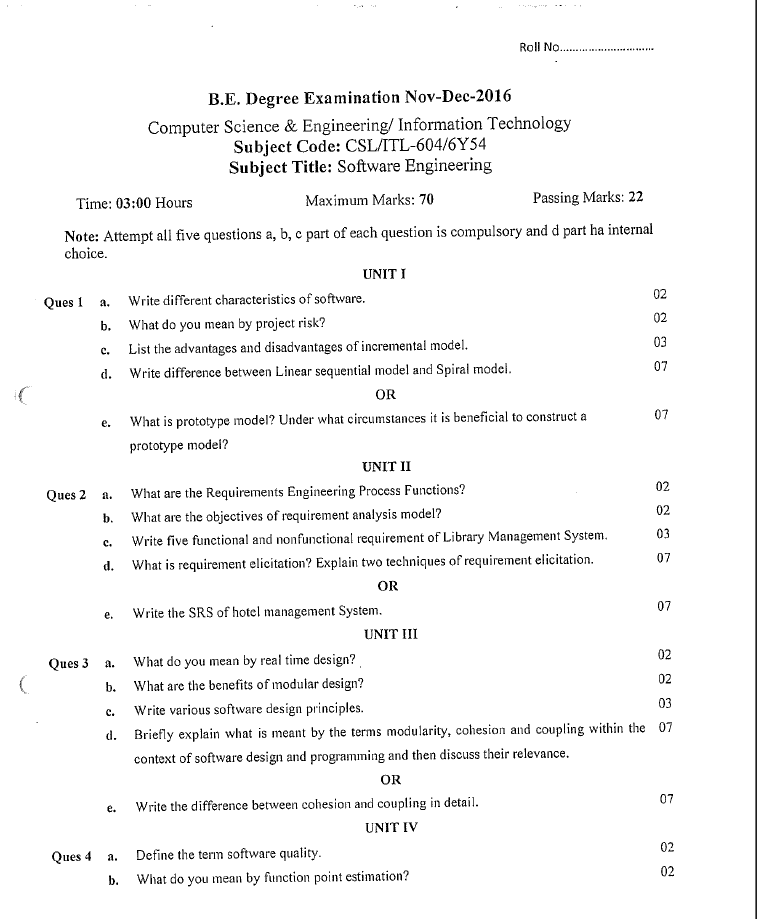 Roll No..............................
B.E. Degree Examination Nov-Dec-2016
Computer Science & Engineering/ Information Technology
Subject Code: CSL/ITL-604/6Y54
Subject Title: Software Engineering
Time: 03:00 Hours Maximum Marks: 70 Passing Marks: 22
Note: Attempt all five questions a, b, c part of each question is compulsory and d part ha internal
choice.
UNIT I
Ques 1 a. Write different characteristics of software. 02
b. What do you mean by project risk? 02
c. List the advantages and disadvantages of incremental model. 03
d. Write difference between Linear sequential model and Spiral model. 07
OR
e. What is prototype model? Under what circumstances it is beneficial to construct a 07
prototype model?
UNIT II
Ques 2 a. What are the Requirements Engineering Process Functions? 02
b. What are the objectives of requirement analysis model? 02
c. Write five functional and nonfunctional requirement of Library Management System. 03
d. What is requirement elicitation? Explain two techniques of requirement elicitation. 07
OR
e. Write the SRS of hotel management System. 07
UNIT III
Ques 3 a. What do you mean by real time design? 02
b. What are the benefits of modular design? 02
c. Write various software design principles. 03
d. Briefly explain what is meant by the terms modularity, cohesion and coupling within the 07
context of software design and programming and then discuss their relevance.
OR
e. Write the difference between cohesion and coupling in detail. 07
UNIT IV
Ques 4 a. Define the term software quality. 02
b. What do you mean by function point estimation? 02